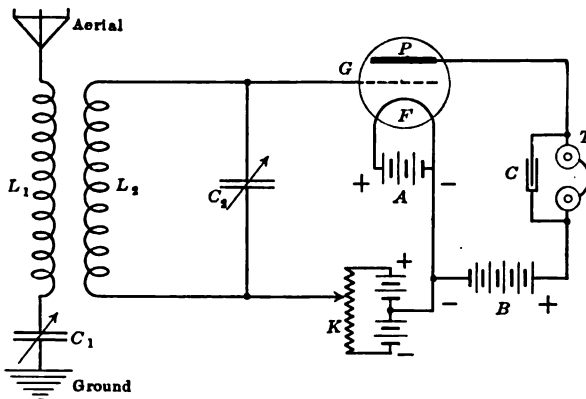 Aerial
P
G
F
T
L1
L2
C2
+
A
−
C
+
K
−
−
B
+
C1
Ground